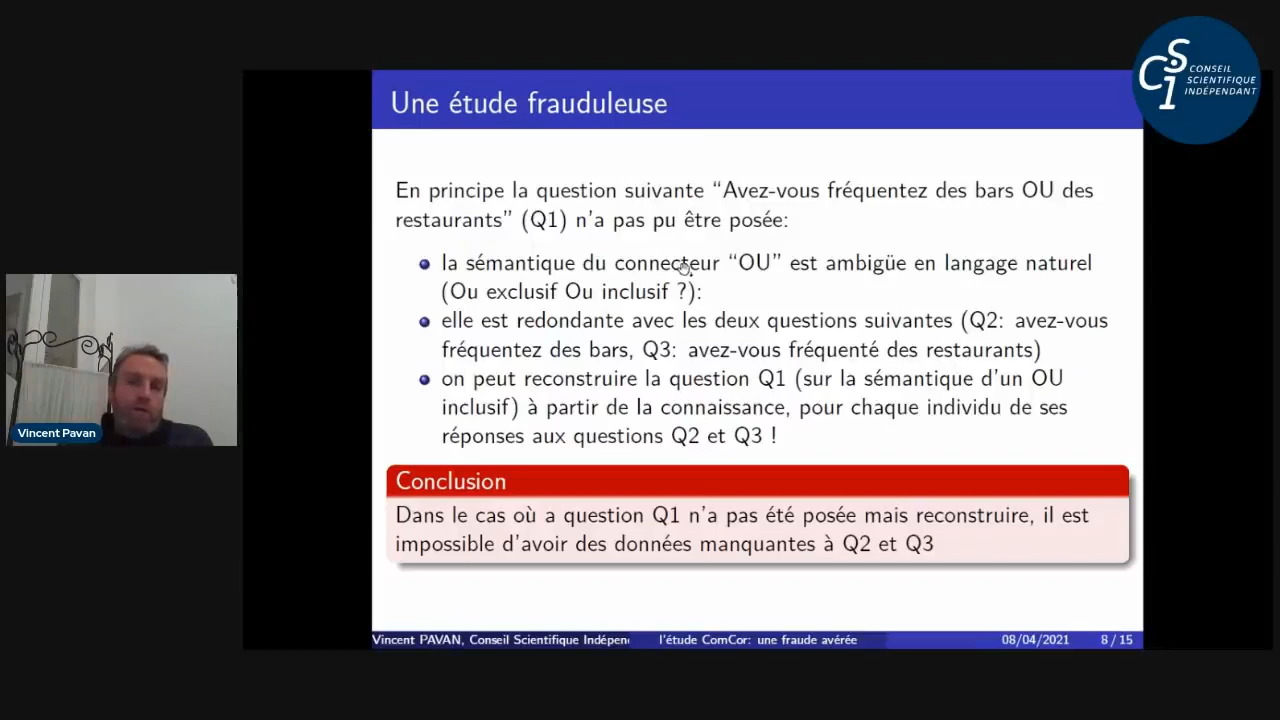 CSI CONSEIL
SCIENTIFIQUE
INDÉPENDANT
Une étude frauduleuse
En principe la question suivante “Avez-vous fréquentez des bars OU des
restaurants” (Q1) n'a pas pu être posée:
la sémantique du connecteur “OU” est ambigüe en langage naturel
(Ou exclusif Ou inclusif ?):
elle est redondante avec les deux questions suivantes (Q2: avez-vous
fréquentez des bars, Q3: avez-vous fréquenté des restaurants)
on peut reconstruire la question Q1 (sur la sémantique d'un OU
inclusif) à partir de la connaissance, pour chaque individu de ses
réponses aux questions Q2 et Q3 !
Vincent Pavan
Conclusion
Dans le cas où a question Q1 n'a pas été posée mais reconstruire, il est
impossible d'avoir des données manquantes à Q2 et Q3
Vincent PAVAN, Conseil Scientifique Indépen l'étude ComCor: une fraude avérée 08/04/2021 8 / 15